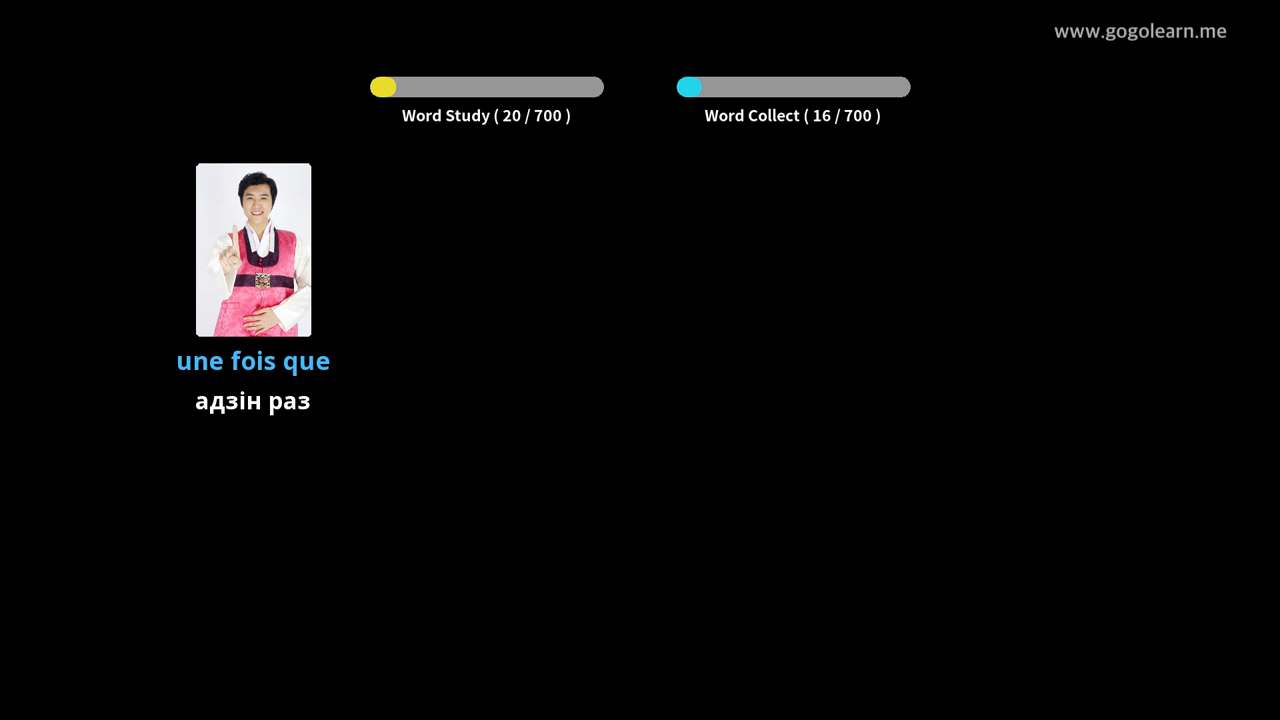 www.gogolearn.me
Word Study ( 20 / 700 )
Word Collect ( 16 / 700 )
une fois que
адзін раз